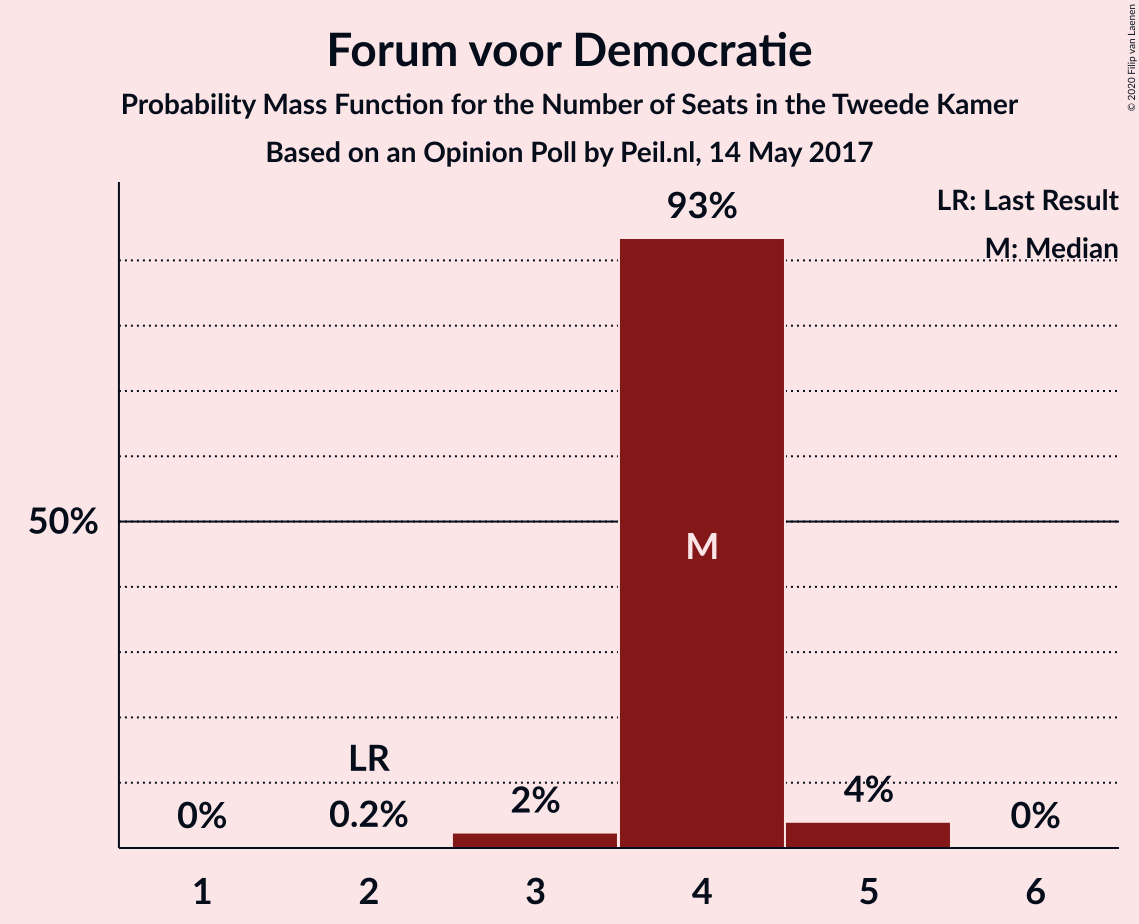 Forum voor Democratie
Probability Mass Function for the Number of Seats in the Tweede Kamer
Based on an Opinion Poll by Peil.nl, 14 May 2017
© 2020 Filip van Laenen
LR: Last Result
M: Median
93%
50%
M
LR
0%
0.2%
2%
4%
0%
1
2
3
4
5
6